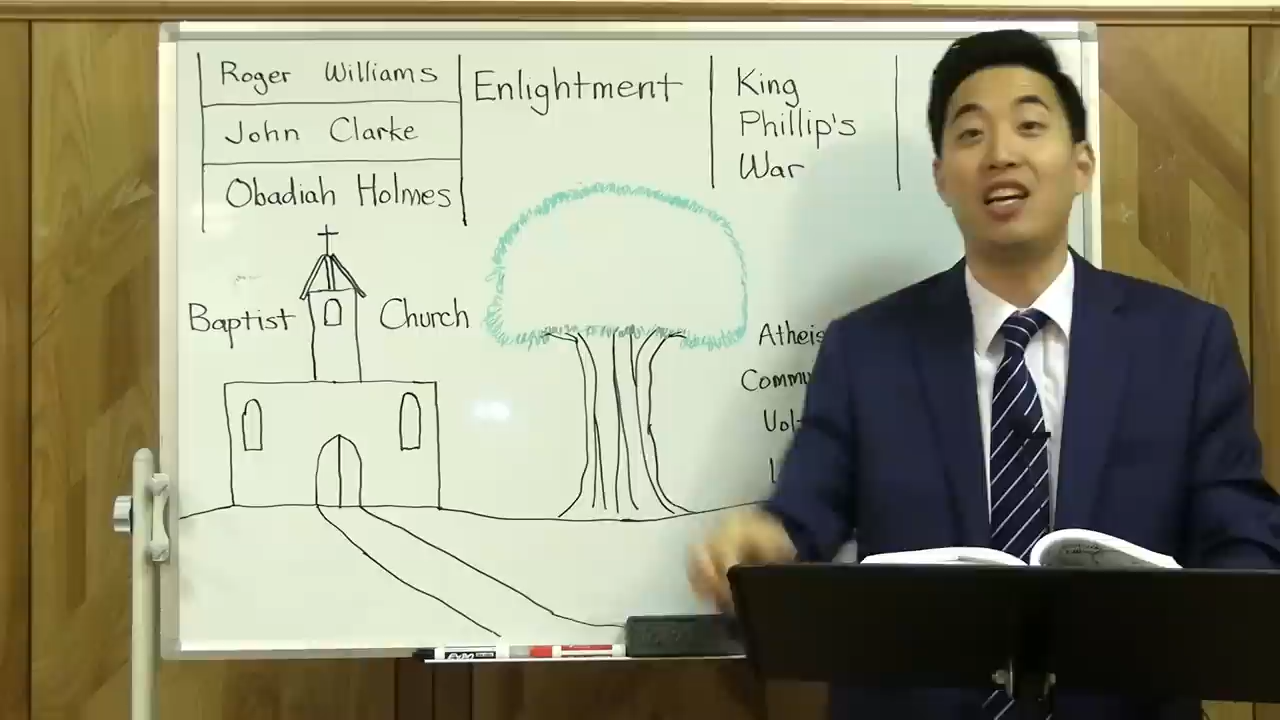 Roger Williams
John Clarke
Obadiah Holmes
Enlightment
King
Phillip's
War
Baptist Church